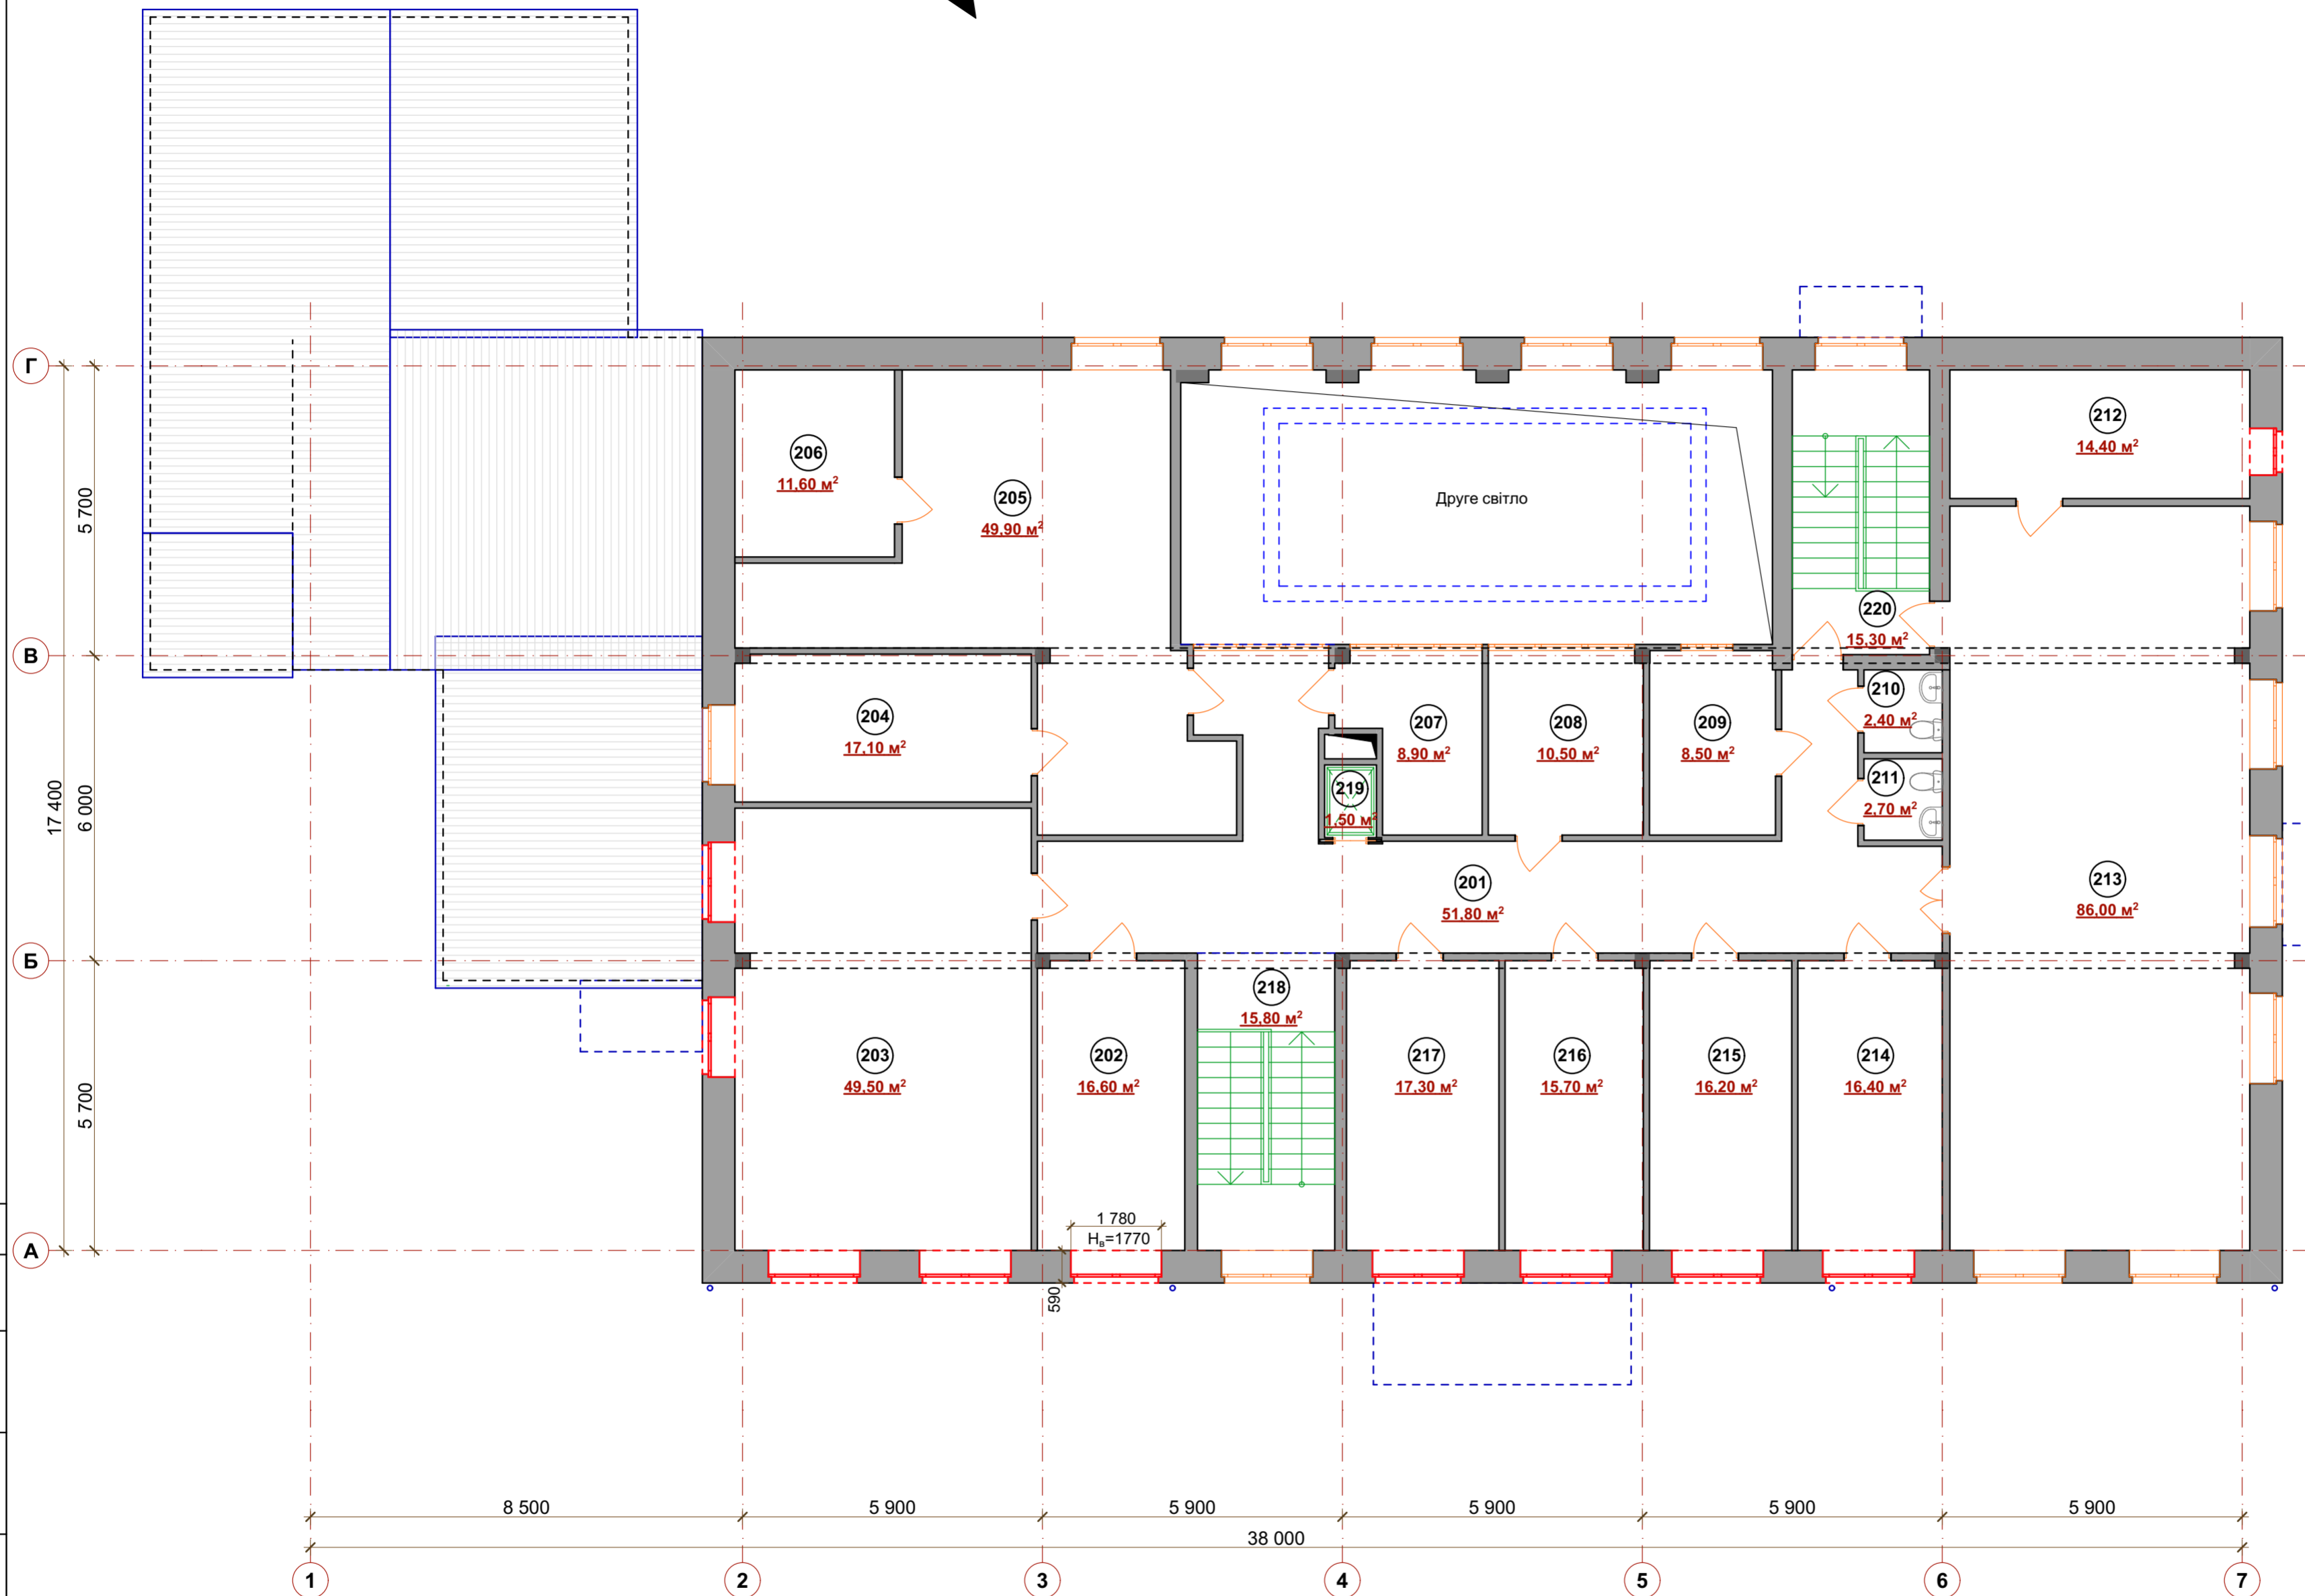 Г
В
Б
А
5 700
6 000
5 700
17 400
206
11,60 м²
205
49,90 м²
Друге світло
212
14,40 м²
220
15,30 м²
204
17,10 м²
207
8,90 м²
208
10,50 м²
209
8,50 м²
210
2,40 м²
219
1,50 м²
211
2,70 м²
201
51,80 м²
213
86,00 м²
218
15,80 м²
203
49,50 м²
202
16,60 м²
217
17,30 м²
216
15,70 м²
215
16,20 м²
214
16,40 м²
1 780
Нв=1770
590
8 500
5 900
5 900
5 900
5 900
5 900
38 000
1
2
3
4
5
6
7